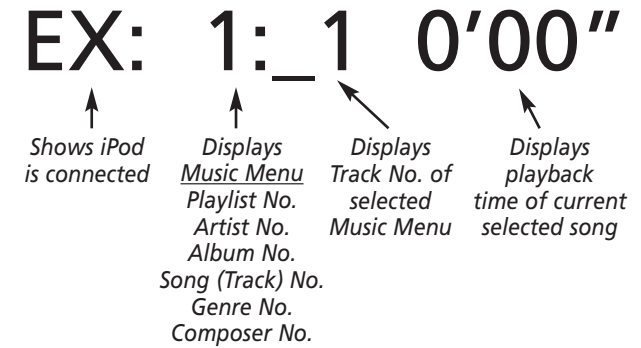 EX: 1:_1 0′00″
Shows iPod
is connected
Displays
Music Menu
Playlist No.
Artist No.
Album No.
Song (Track) No.
Genre No.
Composer No.
Displays
Track No. of
selected
Music Menu
Displays
playback
time of current
selected song